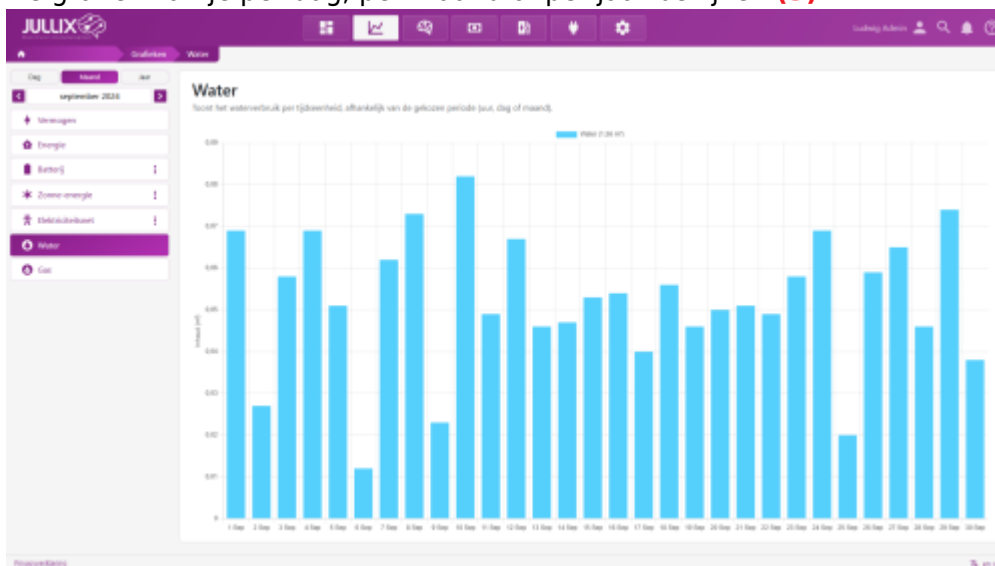 JULLIX
Ludwig Admin
Grafieken
Water
Dag
Maand
Jaar
september 2024
Vermogen
Energie
Batterij
Zonne-energie
Elektriciteitsnet
Water
Gas
Water
Toont het waterverbruik per tijdseenheid, afhankelijk van de gekozen periode (uur, dag of maand).
0,09
0,08
0,07
0,06
0,05
0,04
0,03
0,02
0,01
0
1 Sep 2 Sep 3 Sep 4 Sep 5 Sep 6 Sep 7 Sep 8 Sep 9 Sep 10 Sep 11 Sep 12 Sep 13 Sep 14 Sep 15 Sep 16 Sep 17 Sep 18 Sep 19 Sep 20 Sep 21 Sep 22 Sep 23 Sep 24 Sep 25 Sep 26 Sep 27 Sep 28 Sep 29 Sep 30 Sep
Privacyverklaring